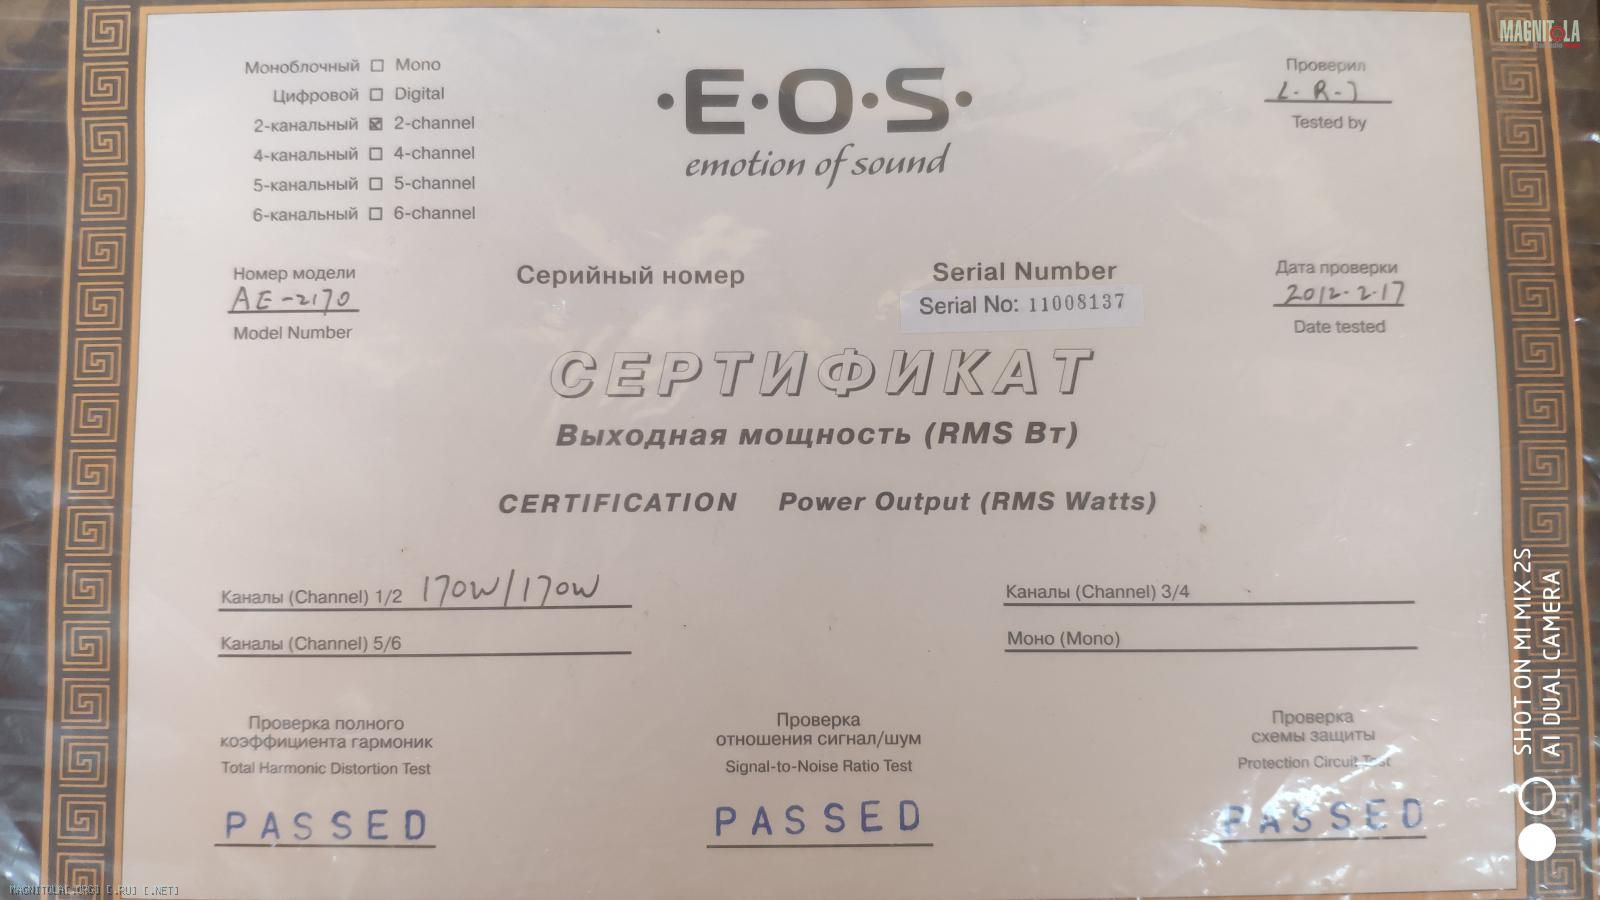 Моноблочный ☐ Mono
Цифровой ☐ Digital
2-канальный ☒ 2-channel
4-канальный ☐ 4-channel
5-канальный ☐ 5-channel
6-канальный ☐ 6-channel
•E•O•S•
emotion of sound
MAGNITOLA
Проверил
L. R. J
Tested by
Номер модели
AE-2170
Model Number
Серийный номер
Serial Number
Serial No: 11008137
Дата проверки
2012.2.17
Date tested
СЕРТИФИКАТ
Выходная мощность (RMS Вт)
CERTIFICATION Power Output (RMS Watts)
Каналы (Channel) 1/2 170W/170W
Каналы (Channel) 3/4
Каналы (Channel) 5/6
Моно (Mono)
Проверка полного
коэффициента гармоник
Total Harmonic Distortion Test
PASSED
Проверка
отношения сигнал/шум
Signal-to-Noise Ratio Test
PASSED
Проверка
схемы защиты
Protection Circuit Test
PASSED
SHOT ON MI MIX 2S
AI DUAL CAMERA
MAGNITOLA[.ORG] [.RU] [.NET]